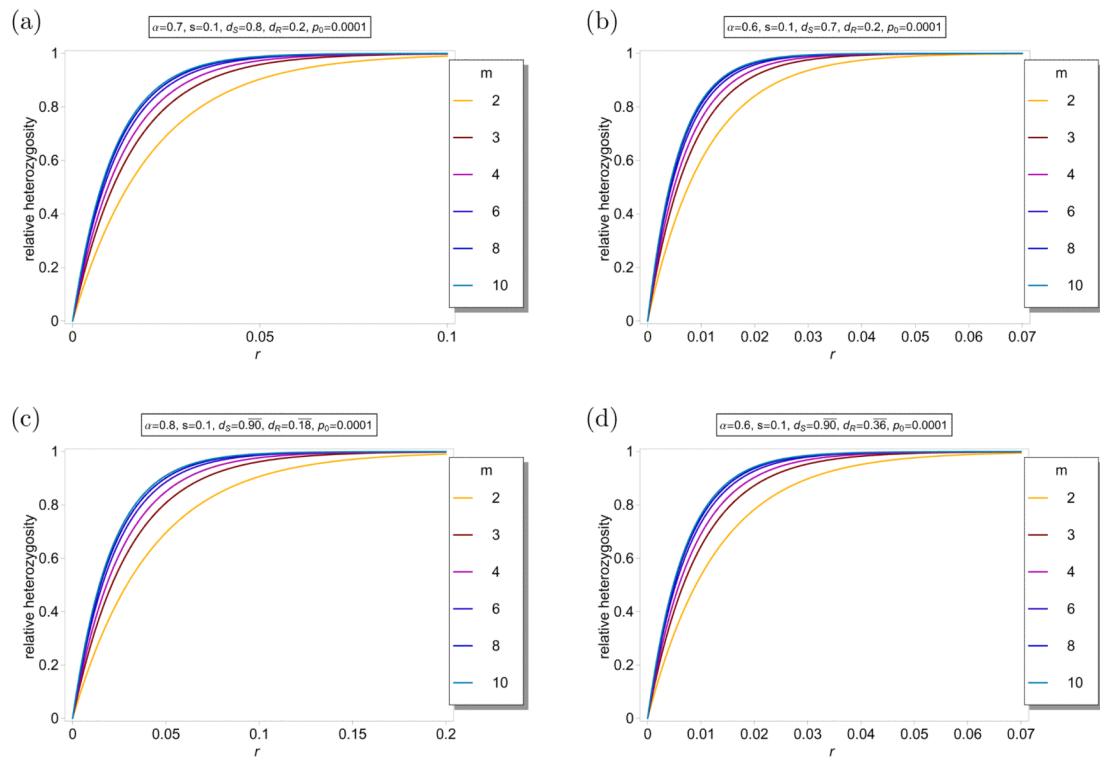 (a)
α=0.7, s=0.1, d_S=0.8, d_R=0.2, p_0=0.0001
relative heterozygosity
1
0.8
0.6
0.4
0.2
0
0 0.05 0.1
r
m
2
3
4
6
8
10
(b)
α=0.6, s=0.1, d_S=0.7, d_R=0.2, p_0=0.0001
relative heterozygosity
1
0.8
0.6
0.4
0.2
0
0 0.01 0.02 0.03 0.04 0.05 0.06 0.07
r
m
2
3
4
6
8
10
(c)
α=0.8, s=0.1, d_S=0.9̅0̅, d_R=0.1̅8̅, p_0=0.0001
relative heterozygosity
1
0.8
0.6
0.4
0.2
0
0 0.05 0.1 0.15 0.2
r
m
2
3
4
6
8
10
(d)
α=0.6, s=0.1, d_S=0.9̅0̅, d_R=0.3̅6̅, p_0=0.0001
relative heterozygosity
1
0.8
0.6
0.4
0.2
0
0 0.01 0.02 0.03 0.04 0.05 0.06 0.07
r
m
2
3
4
6
8
10